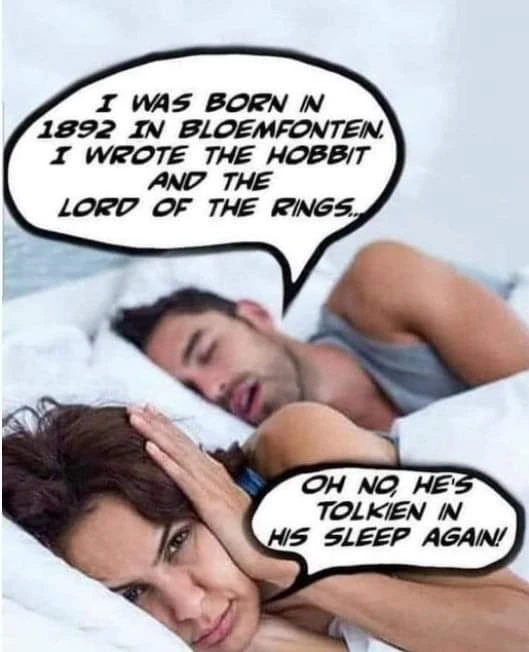 I WAS BORN IN
1892 IN BLOEMFONTEIN.
I WROTE THE HOBBIT
AND THE
LORD OF THE RINGS...
OH NO, HE'S
TOLKIEN IN
HIS SLEEP AGAIN!